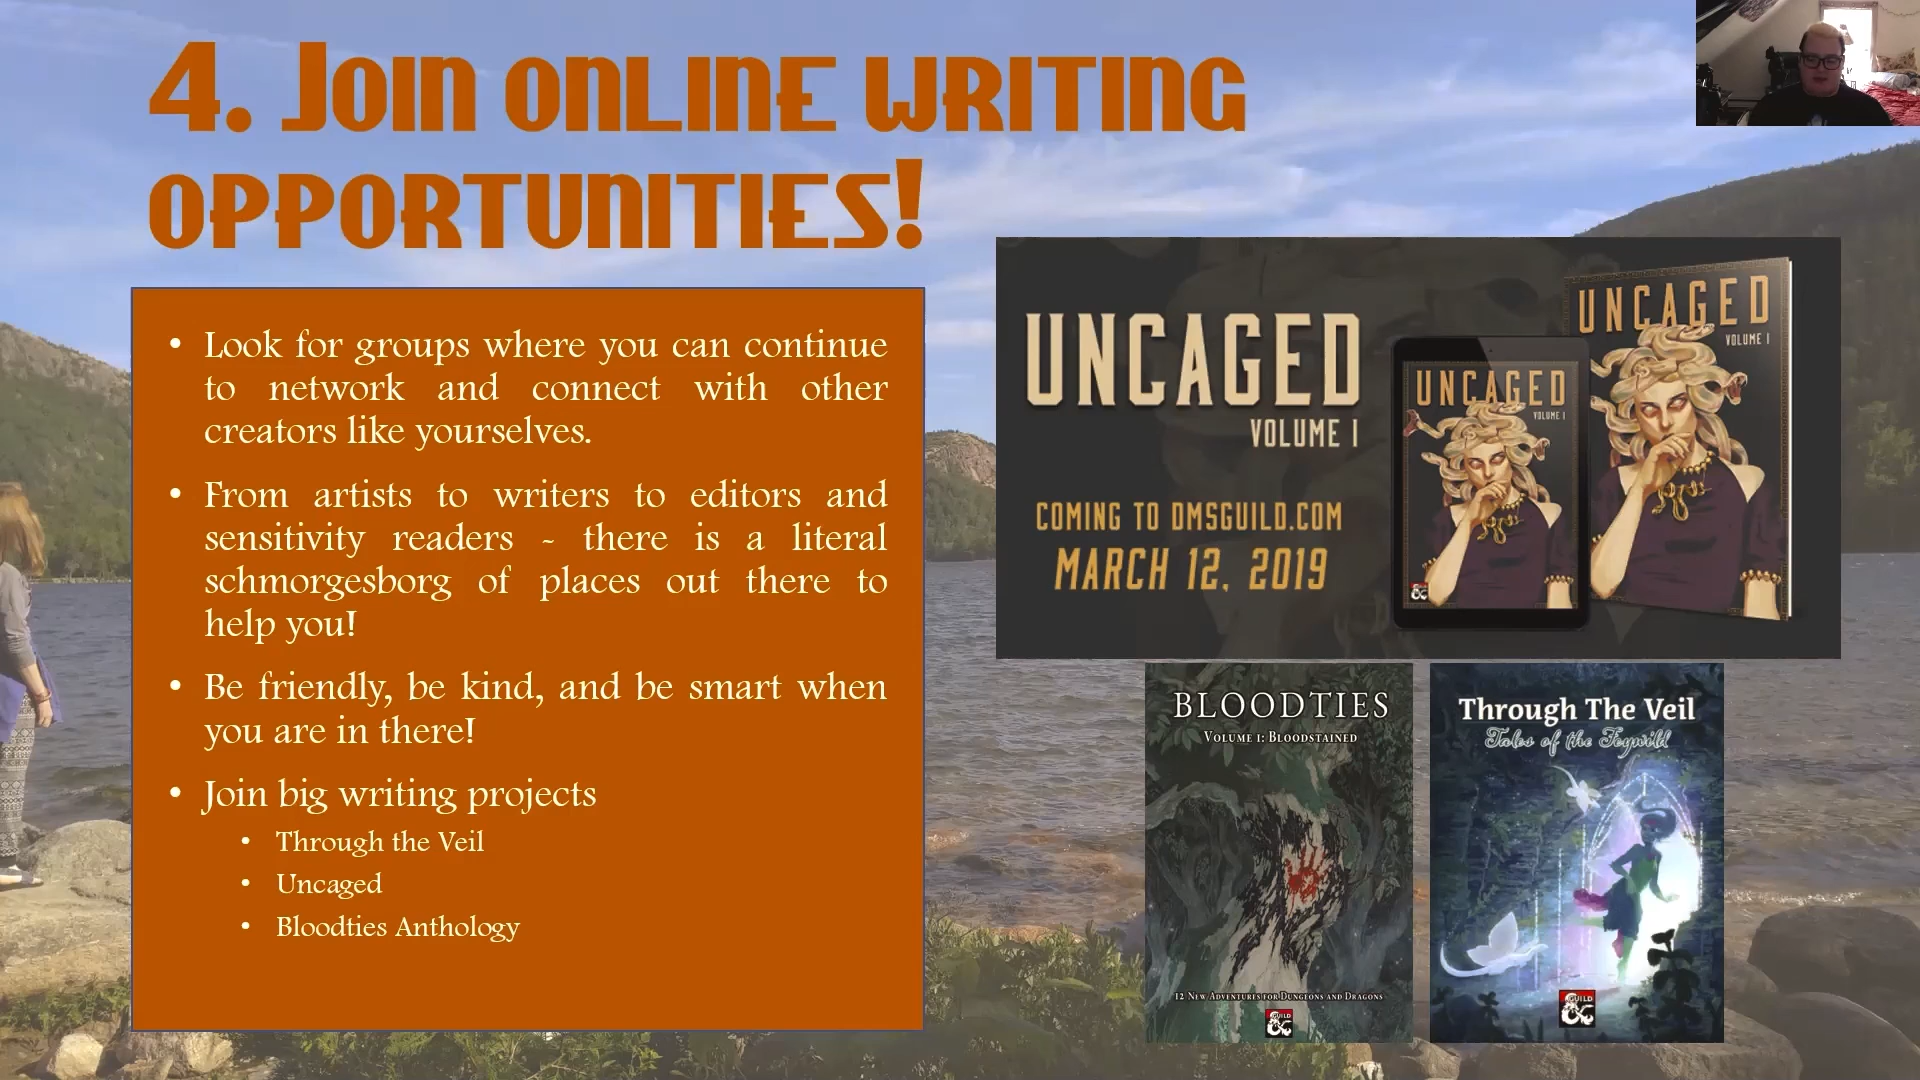 4. Join online writing
opportunities!
• Look for groups where you can continue
to network and connect with other
creators like yourselves.
• From artists to writers to editors and
sensitivity readers - there is a literal
schmorgesborg of places out there to
help you!
• Be friendly, be kind, and be smart when
you are in there!
• Join big writing projects
• Through the Veil
• Uncaged
• Bloodties Anthology
UNCAGED
VOLUME I
COMING TO DMSGUILD.COM
MARCH 12, 2019
UNCAGED
VOLUME I
UNCAGED
VOLUME I
BLOODTIES
VOLUME 1: BLOODSTAINED
12 NEW ADVENTURES FOR DUNGEONS AND DRAGONS
GUILD
Through The Veil
Tales of the Feywild
GUILD